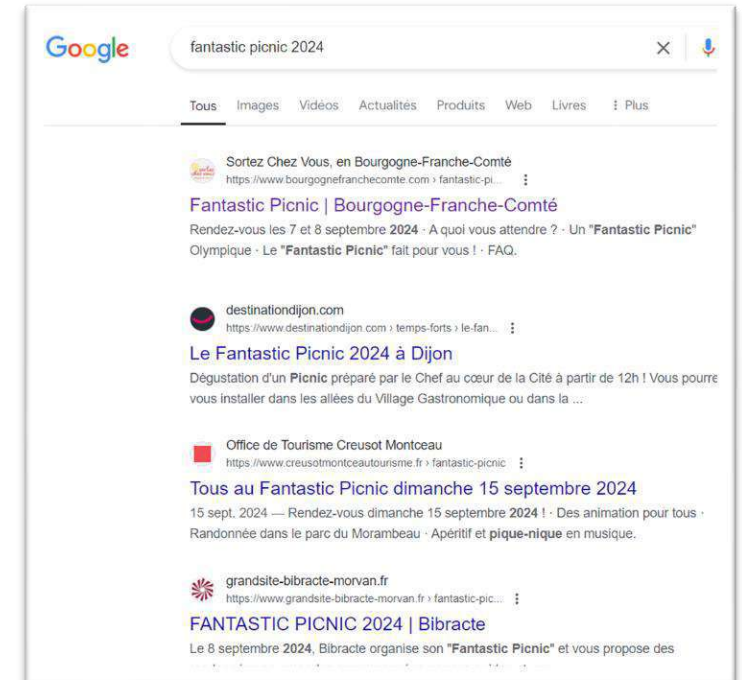 Google
fantastic picnic 2024
Tous Images Vidéos Actualités Produits Web Livres Plus
Sortez Chez Vous, en Bourgogne-Franche-Comté
https://www.bourgognefranchecomte.com › fantastic-pi...
Fantastic Picnic | Bourgogne-Franche-Comté
Rendez-vous les 7 et 8 septembre 2024 · A quoi vous attendre ? · Un "Fantastic Picnic"
Olympique · Le "Fantastic Picnic" fait pour vous ! · FAQ.
destinationdijon.com
https://www.destinationdijon.com › temps-forts › le-fan...
Le Fantastic Picnic 2024 à Dijon
Dégustation d'un Picnic préparé par le Chef au cœur de la Cité à partir de 12h ! Vous pourre
vous installer dans les allées du Village Gastronomique ou dans la ...
Office de Tourisme Creusot Montceau
https://www.creusotmontceautourisme.fr › fantastic-picnic
Tous au Fantastic Picnic dimanche 15 septembre 2024
15 sept. 2024 — Rendez-vous dimanche 15 septembre 2024 ! · Des animation pour tous ·
Randonnée dans le parc du Morambeau · Apéritif et pique-nique en musique.
grandsite-bibracte-morvan.fr
https://www.grandsite-bibracte-morvan.fr › fantastic-pic...
FANTASTIC PICNIC 2024 | Bibracte
Le 8 septembre 2024, Bibracte organise son "Fantastic Picnic" et vous propose des